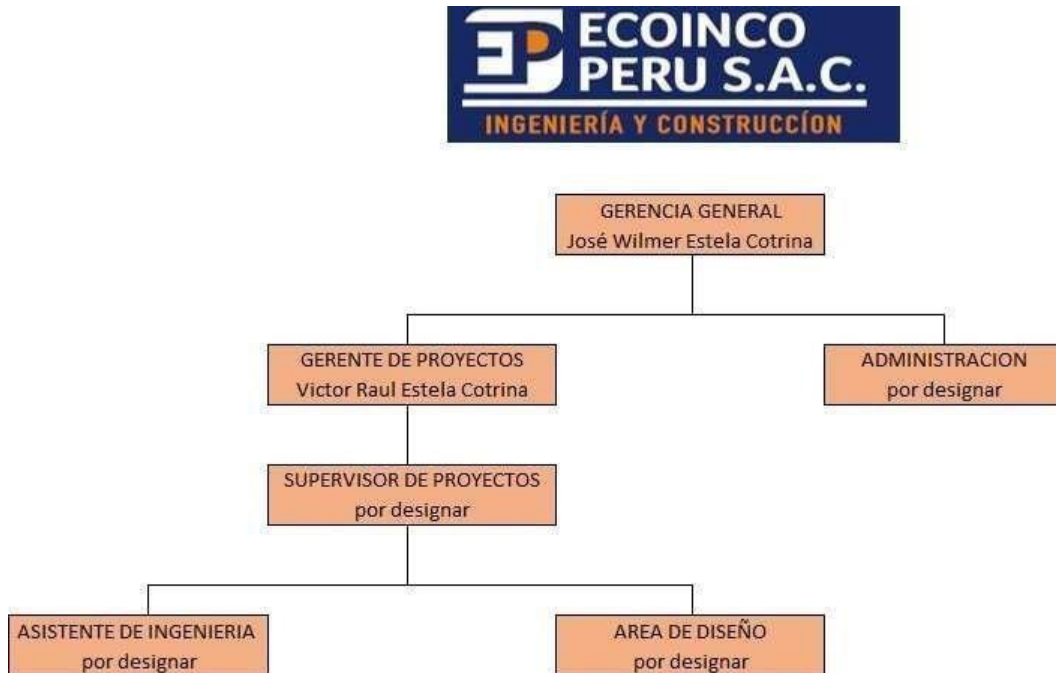 ECOINCO
PERU S.A.C.
INGENIERÍA Y CONSTRUCCÍON
GERENCIA GENERAL
José Wilmer Estela Cotrina
GERENTE DE PROYECTOS
Victor Raul Estela Cotrina
ADMINISTRACION
por designar
SUPERVISOR DE PROYECTOS
por designar
ASISTENTE DE INGENIERIA
por designar
AREA DE DISEÑO
por designar